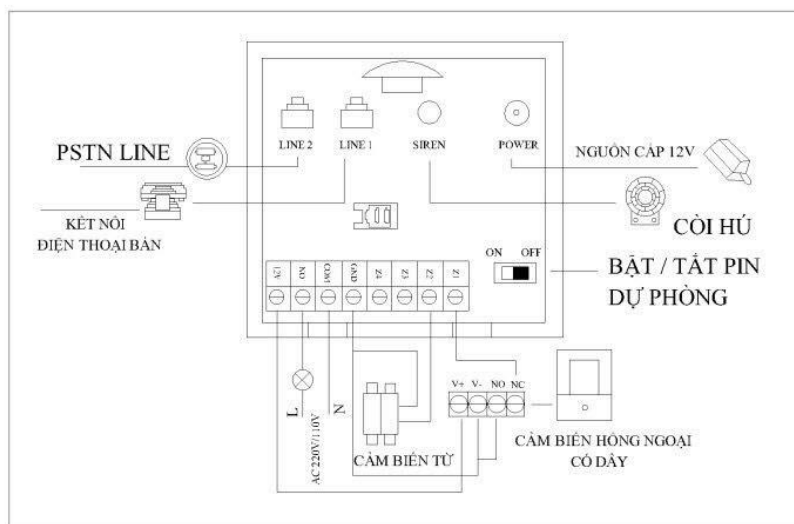 LINE 2
LINE 1
SIREN
POWER
PSTN LINE
NGUỒN CẤP 12V
KẾT NỐI
ĐIỆN THOẠI BÀN
CÒI HÚ
ON OFF
BẬT / TẮT PIN
DỰ PHÒNG
12V NO COM GND Z4 Z3 Z2 Z1
V+ V- NO NC
L
AC 220V/110V
N
CẢM BIẾN TỪ
CẢM BIẾN HỒNG NGOẠI
CÓ DÂY